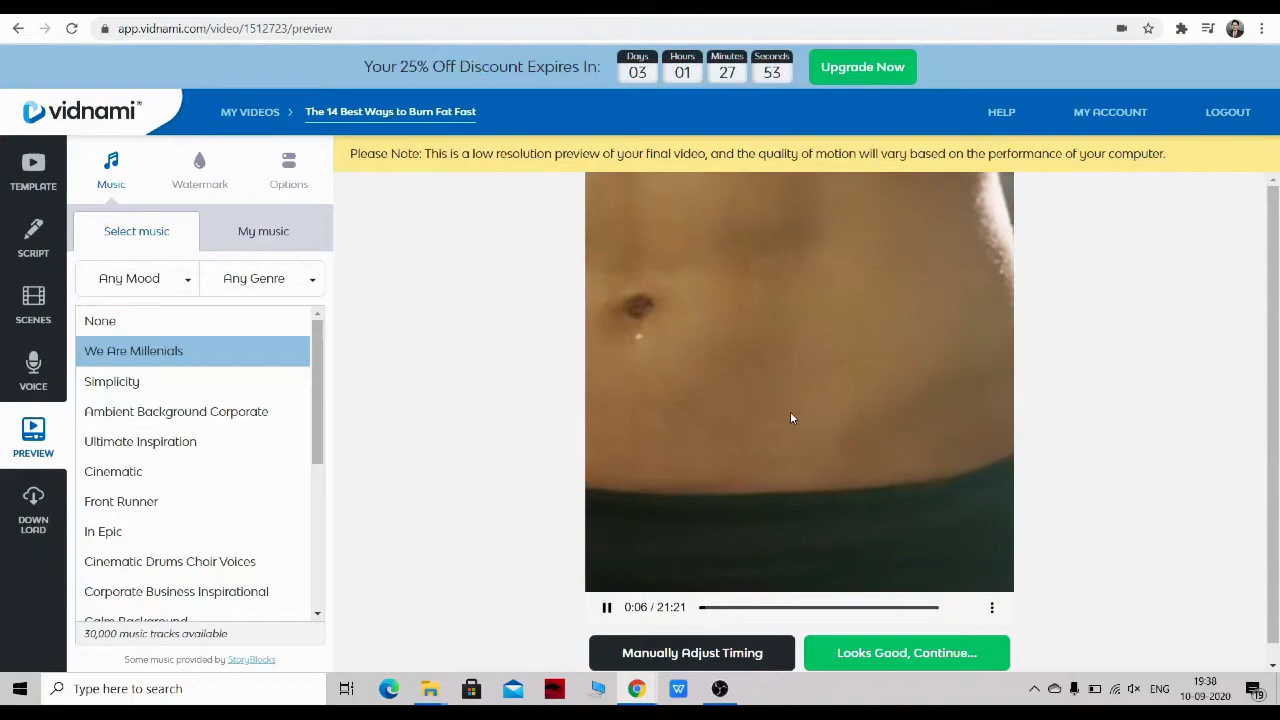 app.vidnami.com/video/1512723/preview
Your 25% Off Discount Expires In:
Days Hours Minutes Seconds
03 01 27 53
Upgrade Now
vidnami®
MY VIDEOS > The 14 Best Ways to Burn Fat Fast
HELP MY ACCOUNT LOGOUT
TEMPLATE
SCRIPT
SCENES
VOICE
PREVIEW
DOWN
LOAD
Music Watermark Options
Select music My music
Any Mood Any Genre
None
We Are Millenials
Simplicity
Ambient Background Corporate
Ultimate Inspiration
Cinematic
Front Runner
In Epic
Cinematic Drums Choir Voices
Corporate Business Inspirational
Calm Background
30,000 music tracks available
Some music provided by StoryBlocks
Please Note: This is a low resolution preview of your final video, and the quality of motion will vary based on the performance of your computer.
0:06 / 21:21
Manually Adjust Timing
Looks Good, Continue...
Type here to search
ENG
19:38
10-09-2020
19